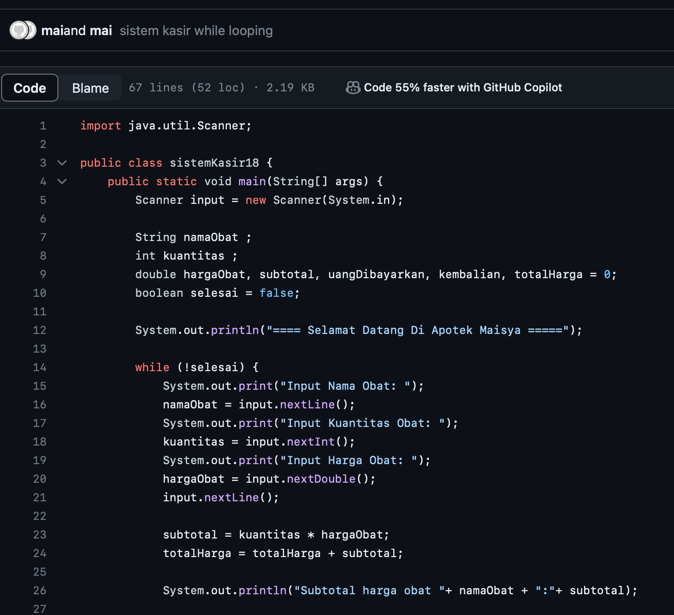 maiand mai sistem kasir while looping
Code Blame 67 lines (52 loc) · 2.19 KB Code 55% faster with GitHub Copilot
1 import java.util.Scanner;
2
3 public class sistemKasir18 {
4 public static void main(String[] args) {
5 Scanner input = new Scanner(System.in);
6
7 String namaObat ;
8 int kuantitas ;
9 double hargaObat, subtotal, uangDibayarkan, kembalian, totalHarga = 0;
10 boolean selesai = false;
11
12 System.out.println("==== Selamat Datang Di Apotek Maisya =====");
13
14 while (!selesai) {
15 System.out.print("Input Nama Obat: ");
16 namaObat = input.nextLine();
17 System.out.print("Input Kuantitas Obat: ");
18 kuantitas = input.nextInt();
19 System.out.print("Input Harga Obat: ");
20 hargaObat = input.nextDouble();
21 input.nextLine();
22
23 subtotal = kuantitas * hargaObat;
24 totalHarga = totalHarga + subtotal;
25
26 System.out.println("Subtotal harga obat "+ namaObat + ":"+ subtotal);
27